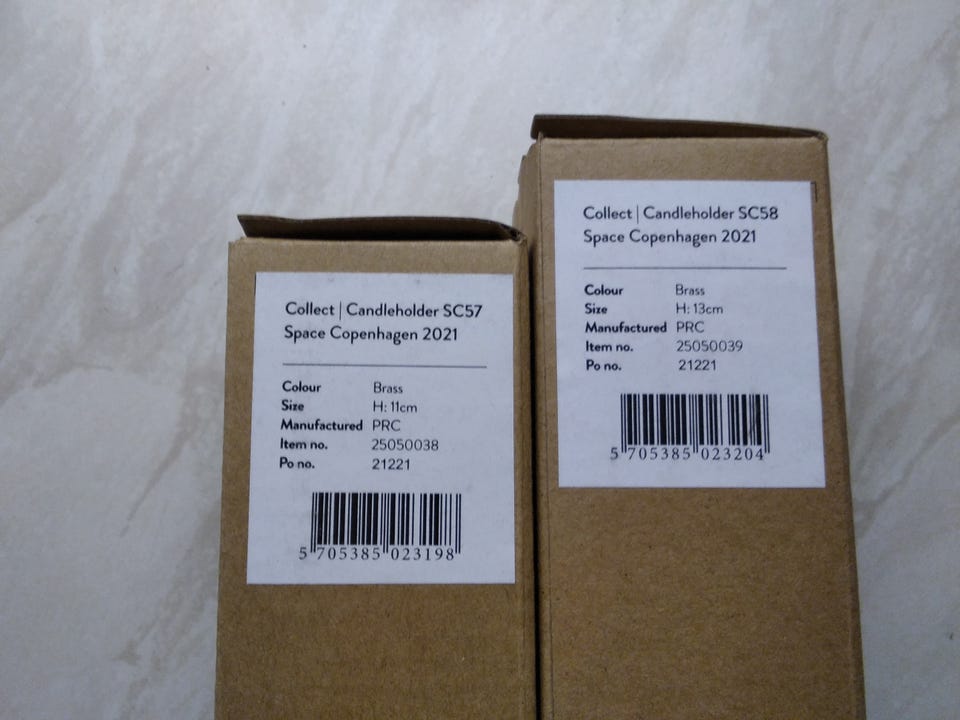 Collect | Candleholder SC57
Space Copenhagen 2021
Colour Brass
Size H: 11cm
Manufactured PRC
Item no. 25050038
Po no. 21221
5 705385 023198
Collect | Candleholder SC58
Space Copenhagen 2021
Colour Brass
Size H: 13cm
Manufactured PRC
Item no. 25050039
Po no. 21221
5 705385 023204